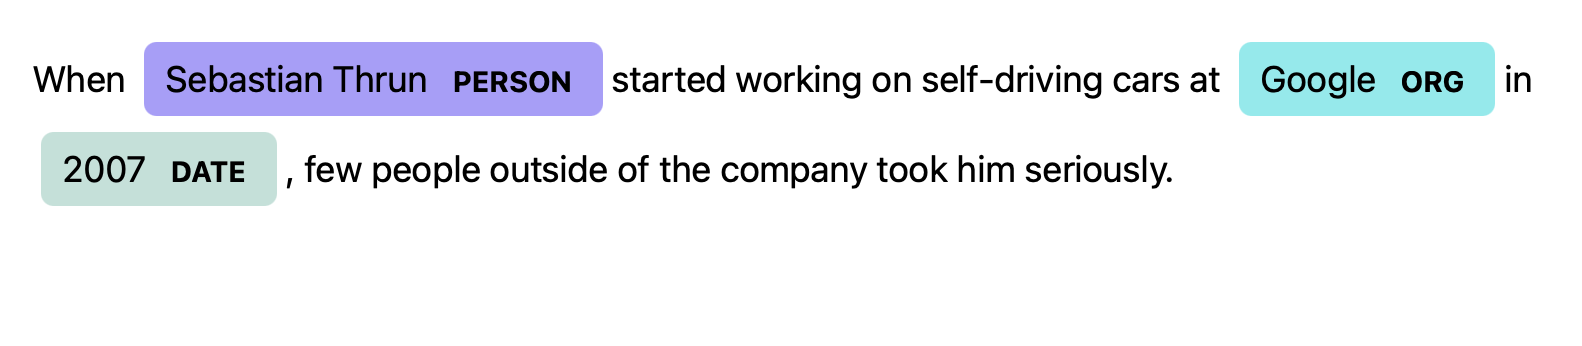 When Sebastian Thrun PERSON started working on self-driving cars at Google ORG in
2007 DATE , few people outside of the company took him seriously.